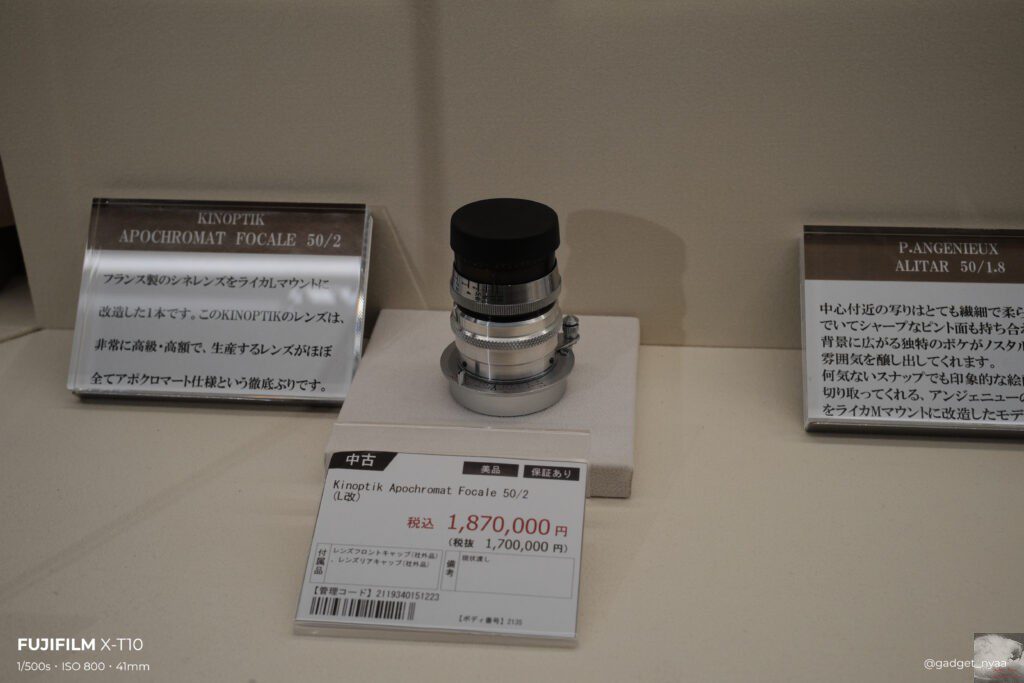 KINOPTIK
APOCHROMAT FOCALE 50/2
フランス製のシネレンズをライカLマウントに
改造した1本です。このKINOPTIKのレンズは、
非常に高級・高額で、生産するレンズがほぼ
全てアポクロマート仕様という徹底ぶりです。
P.ANGENIEUX
ALITAR 50/1.8
中心付近の写りはとても繊細で柔ら
でいてシャープなピント面も持ち合わ
背景に広がる独特のボケがノスタル
雰囲気を醸し出してくれます。
何気ないスナップでも印象的な絵
切り取ってくれる、アンジェニューの
をライカMマウントに改造したモデ
中古
美品
保証あり
Kinoptik Apochromat Focale 50/2
(L改)
税込 1,870,000円
(税抜 1,700,000円)
付属品
レンズフロントキャップ(社外品)
、レンズリアキャップ(社外品)
備考
現状渡し
【管理コード】2119340151223
【ボディ番号】2135
FUJIFILM X-T10
1/500s・ISO 800・41mm
@gadget_nyaa